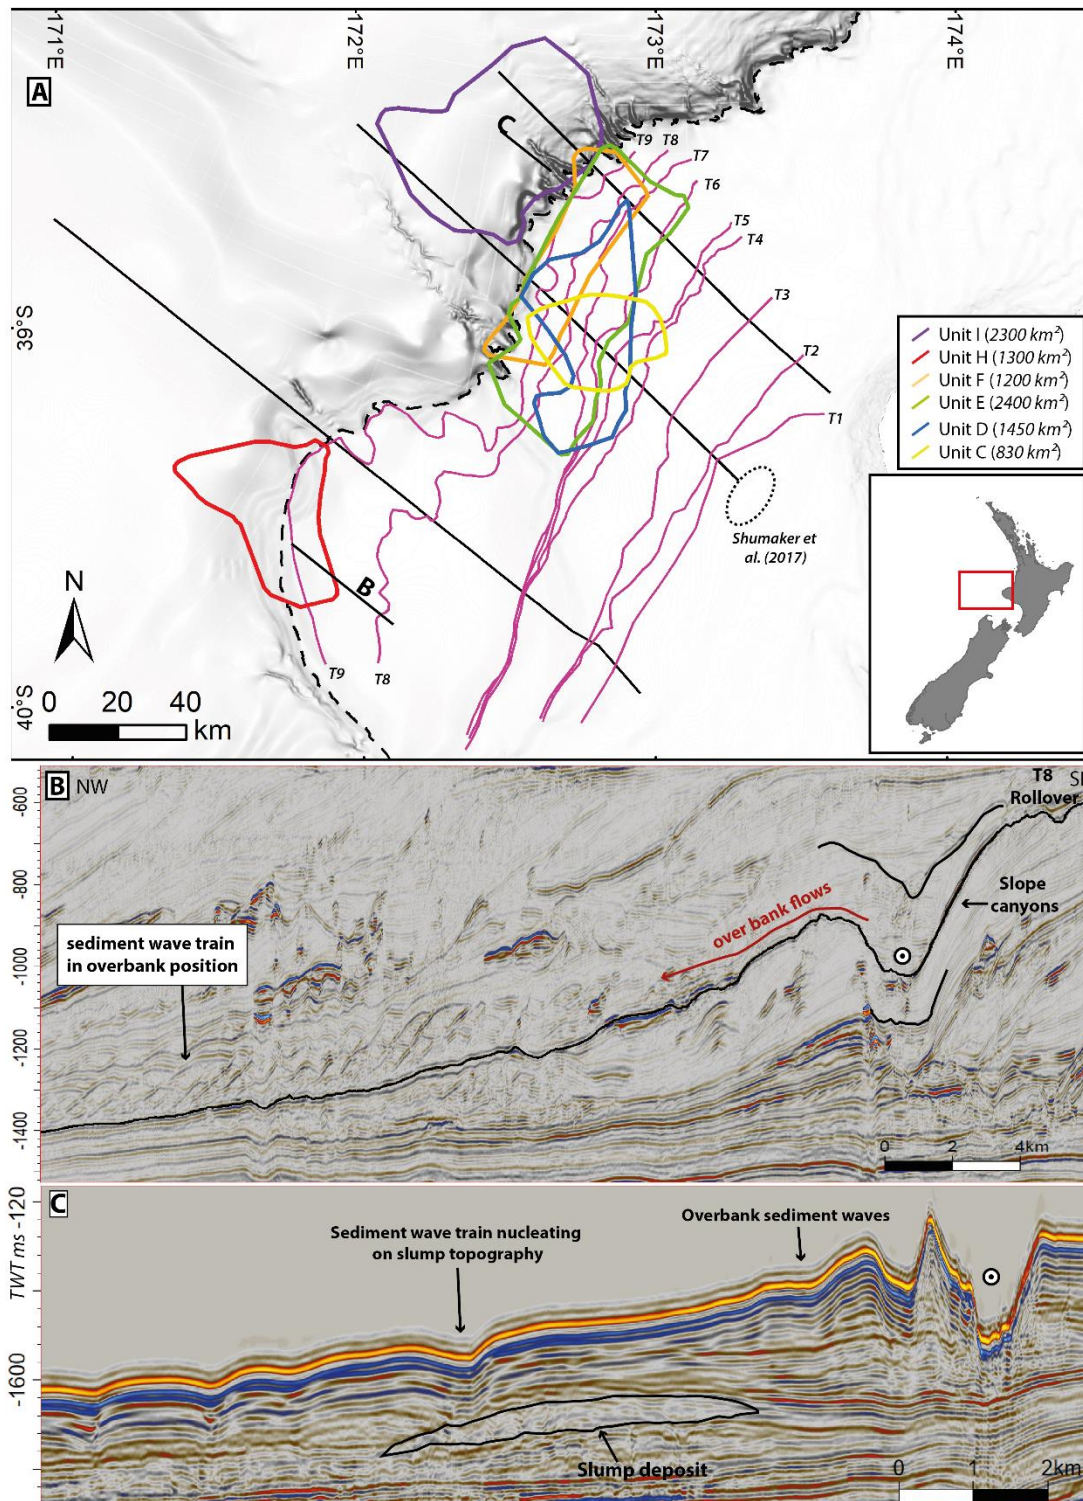 171°E
172°E
173°E
174°E
A
C
T9
T8
T7
T6
T5
T4
T3
T2
T1
39°S
Unit I (2300 km²)
Unit H (1300 km²)
Unit F (1200 km²)
Unit E (2400 km²)
Unit D (1450 km²)
Unit C (830 km²)
Shumaker et
al. (2017)
B
N
T9
T8
40°S
0 20 40
km
B NW
T8
Rollover
-600
-800
-1000
-1200
-1400
Slope
canyons
over bank flows
sediment wave train
in overbank position
0 2 4km
C
TWT ms
-120
-1600
Sediment wave train nucleating
on slump topography
Overbank sediment waves
Slump deposit
0 1 2km